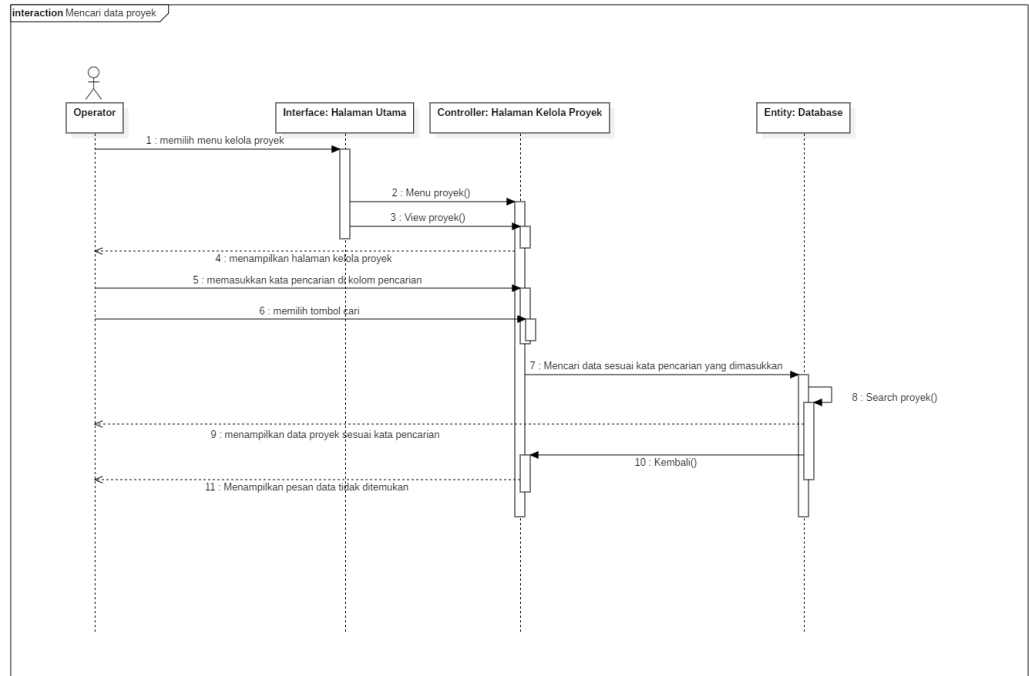 interaction Mencari data proyek
Operator
Interface: Halaman Utama
Controller: Halaman Kelola Proyek
Entity: Database
1 : memilih menu kelola proyek
2 : Menu proyek()
3 : View proyek()
4 : menampilkan halaman kelola proyek
5 : memasukkan kata pencarian di kolom pencarian
6 : memilih tombol cari
7 : Mencari data sesuai kata pencarian yang dimasukkan
8 : Search proyek()
9 : menampilkan data proyek sesuai kata pencarian
10 : Kembali()
11 : Menampilkan pesan data tidak ditemukan